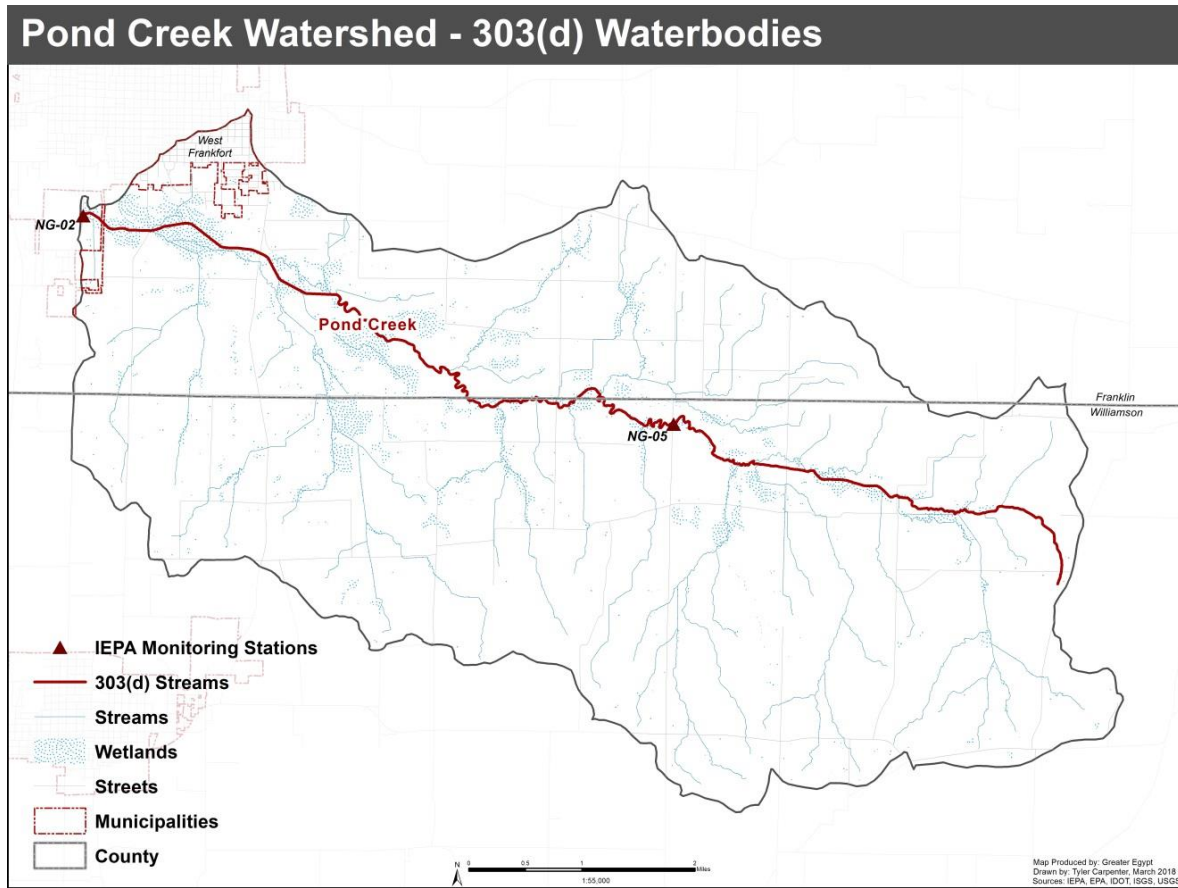 Pond Creek Watershed - 303(d) Waterbodies
West
Frankfort
NG-02
Pond Creek
Franklin
Williamson
NG-05
IEPA Monitoring Stations
303(d) Streams
Streams
Wetlands
Streets
Municipalities
County
N
0 0.5 1 2
Miles
1:55,000
Map Produced by: Greater Egypt
Drawn by: Tyler Carpenter, March 2018
Sources: IEPA, EPA, IDOT, ISGS, USGS